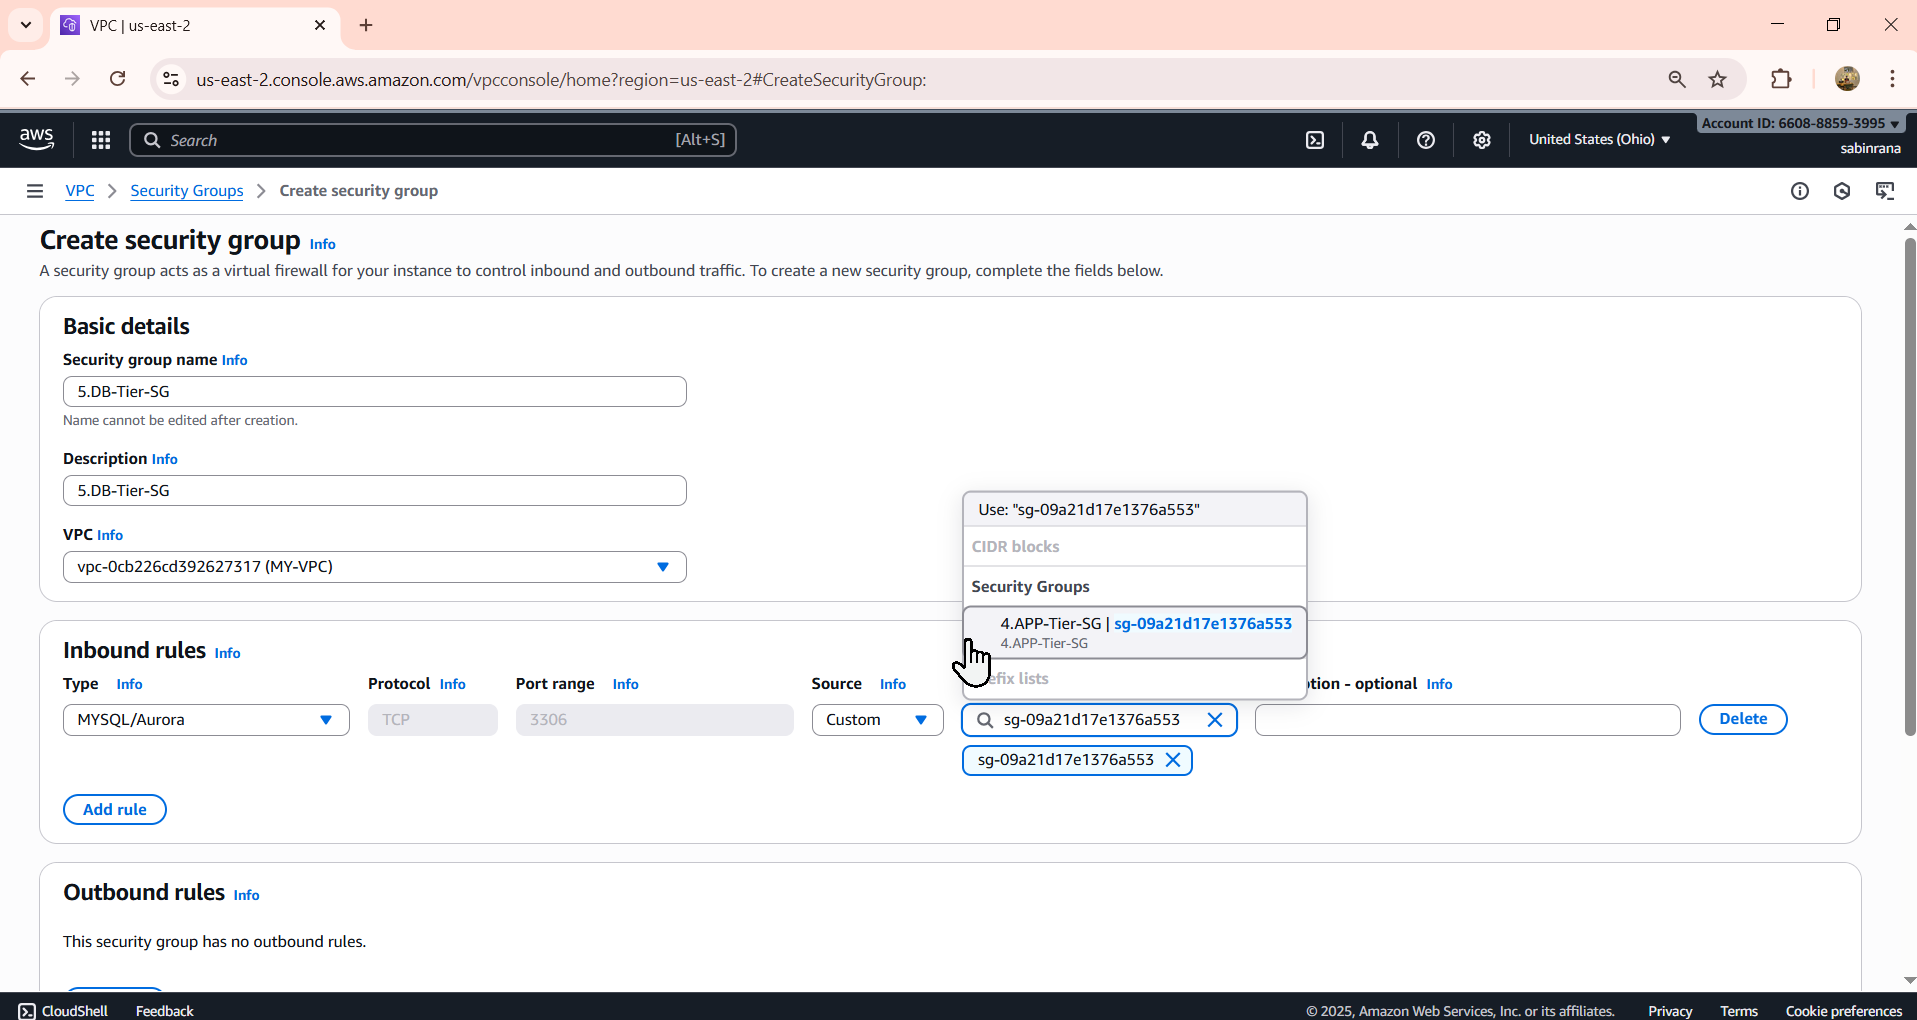 VPC | us-east-2
us-east-2.console.aws.amazon.com/vpcconsole/home?region=us-east-2#CreateSecurityGroup:
aws
Search
[Alt+S]
United States (Ohio)
Account ID: 6608-8859-3995
sabinrana
VPC > Security Groups > Create security group
Create security group Info
A security group acts as a virtual firewall for your instance to control inbound and outbound traffic. To create a new security group, complete the fields below.
Basic details
Security group name Info
5.DB-Tier-SG
Name cannot be edited after creation.
Description Info
5.DB-Tier-SG
VPC Info
vpc-0cb226cd392627317 (MY-VPC)
Use: "sg-09a21d17e1376a553"
CIDR blocks
Security Groups
4.APP-Tier-SG | sg-09a21d17e1376a553
4.APP-Tier-SG
efix lists
Inbound rules Info
Type Info Protocol Info Port range Info Source Info tion - optional Info
MYSQL/Aurora TCP 3306 Custom sg-09a21d17e1376a553 Delete
sg-09a21d17e1376a553
Add rule
Outbound rules Info
This security group has no outbound rules.
CloudShell Feedback © 2025, Amazon Web Services, Inc. or its affiliates. Privacy Terms Cookie preferences